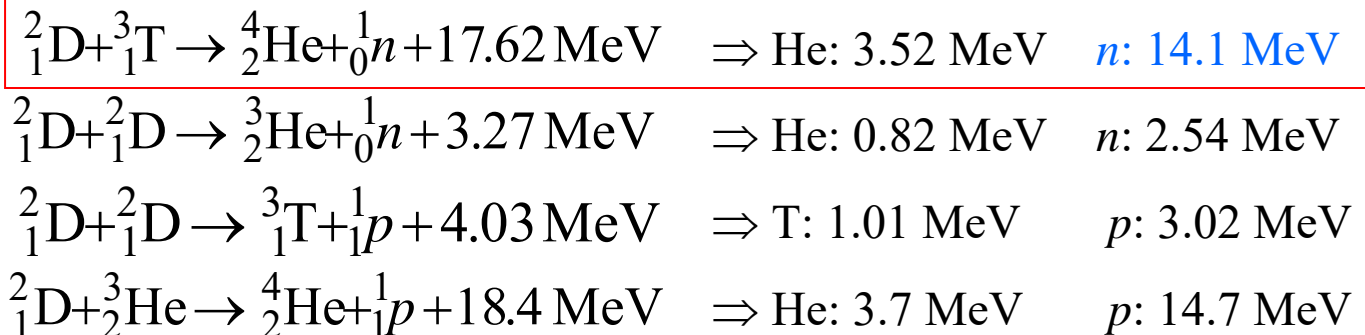 ²₁D+³₁T → ⁴₂He+¹₀n+17.62 MeV ⇒ He: 3.52 MeV n: 14.1 MeV
²₁D+²₁D → ³₂He+¹₀n+3.27 MeV ⇒ He: 0.82 MeV n: 2.54 MeV
²₁D+²₁D → ³₁T+¹₁p+4.03 MeV ⇒ T: 1.01 MeV p: 3.02 MeV
²₁D+³₂He → ⁴₂He+¹₁p+18.4 MeV ⇒ He: 3.7 MeV p: 14.7 MeV